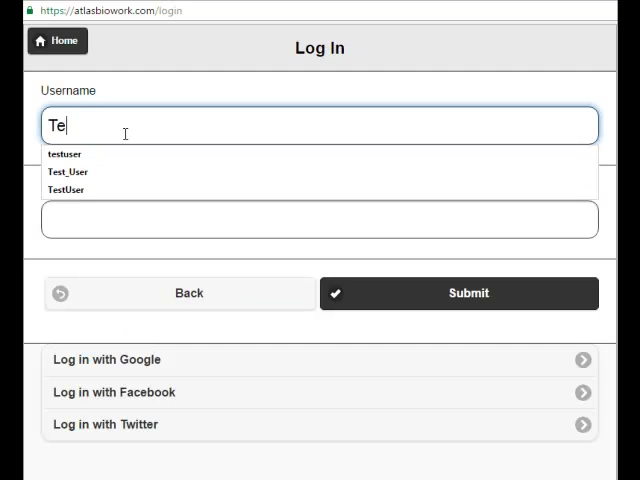 https://atlasbiowork.com/login
Home
Log In
Username
Te
testuser
Test_User
TestUser
Back
Submit
Log in with Google
Log in with Facebook
Log in with Twitter